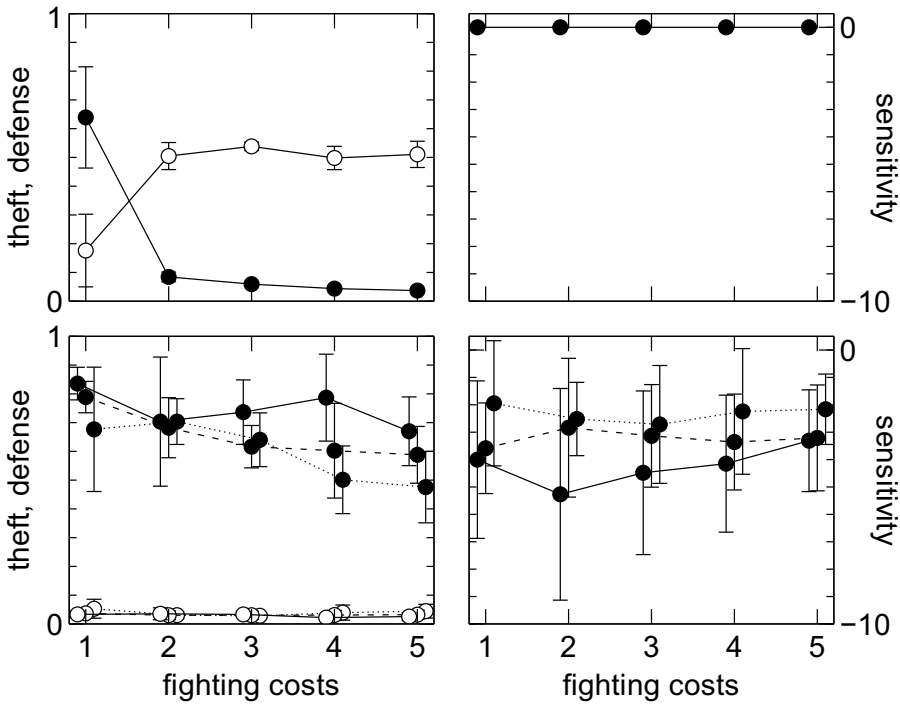 1
theft, defense
0
0
sensitivity
−10
1
theft, defense
0
1 2 3 4 5
fighting costs
0
sensitivity
−10
1 2 3 4 5
fighting costs